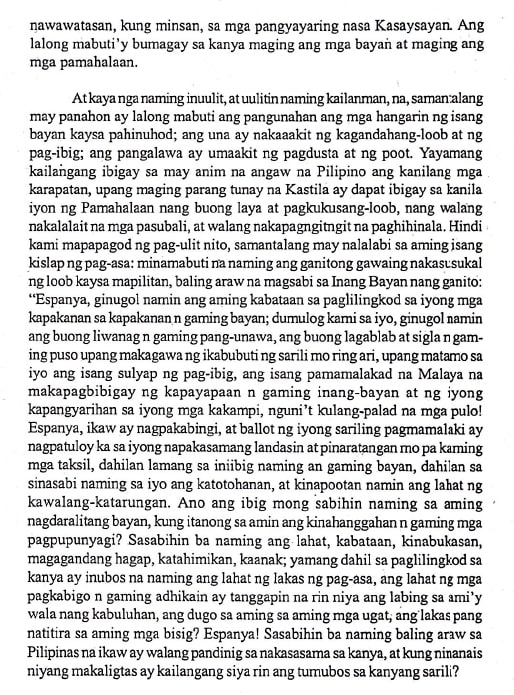 nawawatasan, kung minsan, sa mga pangyayaring nasa Kasaysayan. Ang
lalong mabuti'y bumagay sa kanya maging ang mga bayan at maging ang
mga pamahalaan.
At kaya nga naming inuulit, at uulitin naming kailanman, na, samantalang
may panahon ay lalong mabuti ang pangunahan ang mga hangarin ng isang
bayan kaysa pahinuhod; ang una ay nakaaakit ng kagandahang-loob at ng
pag-ibig; ang pangalawa ay umaakit ng pagdusta at ng poot. Yayamang
kailangang ibigay sa may anim na angaw na Pilipino ang kanilang mga
karapatan, upang maging parang tunay na Kastila ay dapat ibigay sa kanila
iyon ng Pamahalaan nang buong laya at pagkukusang-loob, nang walang
nakalalait na mga pasubali, at walang nakapagngitngit na paghihinala. Hindi
kami mapapagod ng pag-ulit nito, samantalang may nalalabi sa aming isang
kislap ng pag-asa: minamabuti na naming ang ganitong gawaing nakasusukal
ng loob kaysa mapilitan, baling araw na magsabi sa Inang Bayan nang ganito:
“Espanya, ginugol namin ang aming kabataan sa paglilingkod sa iyong mga
kapakanan sa kapakanan n gaming bayan; dumulog kami sa iyo, ginugol namin
ang buong liwanag n gaming pang-unawa, ang buong lagablab at sigla n gam-
ing puso upang makagawa ng ikabubuti ng sarili mo ring ari, upang matamo sa
iyo ang isang sulyap ng pag-ibig, ang isang pamamalakad na Malaya na
makapagbibigay ng kapayapaan n gaming inang-bayan at ng iyong
kapangyarihan sa iyong mga kakampi, nguni't kulang-palad na mga pulo!
Espanya, ikaw ay nagpakabingi, at ballot ng iyong sariling pagmamalaki ay
nagpatuloy ka sa iyong napakasamang landasin at pinaratangan mo pa kaming
mga taksil, dahilan lamang sa iniibig naming an gaming bayan, dahilan sa
sinasabi naming sa iyo ang katotohanan, at kinapootan namin ang lahat ng
kawalang-katarungan. Ano ang ibig mong sabihin naming sa aming
nagdaralitang bayan, kung itanong sa amin ang kinahanggahan n gaming mga
pagpupunyagi? Sasabihin ba naming ang lahat, kabataan, kinabukasan,
magagandang hagap, katahimikan, kaanak; yamang dahil sa paglilingkod sa
kanya ay inubos na naming ang lahat ng lakas ng pag-asa, ang lahat ng mga
pagkabigo n gaming adhikain ay tanggapin na rin niya ang labing sa ami'y
wala nang kabuluhan, ang dugo sa aming sa aming mga ugat, ang lakas pang
natitira sa aming mga bisig? Espanya! Sasabihin ba naming baling araw sa
Pilipinas na ikaw ay walang pandinig sa nakasasama sa kanya, at kung ninanais
niyang makaligtas ay kailangang siya rin ang tumubos sa kanyang sarili?